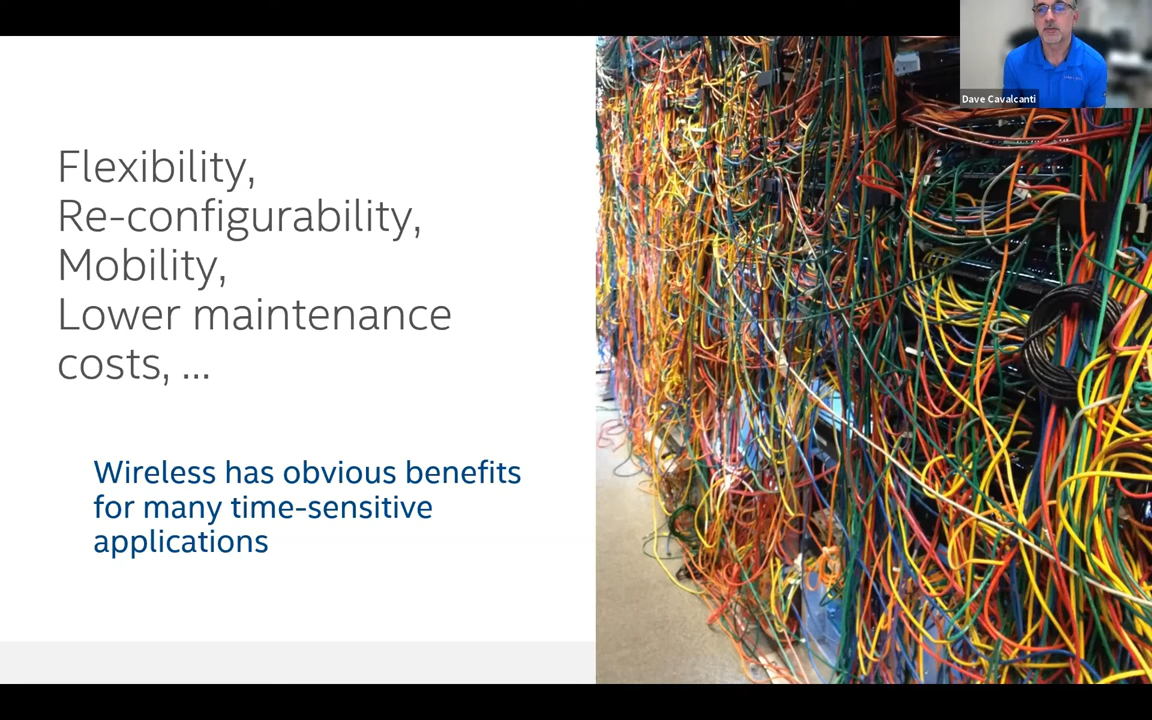 Dave Cavalcanti
Flexibility,
Re-configurability,
Mobility,
Lower maintenance
costs, ...
Wireless has obvious benefits
for many time-sensitive
applications